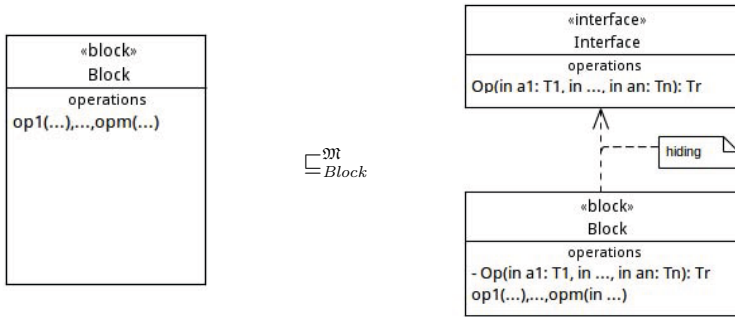 «block»
Block
operations
op1(...),...,opm(...)
⊑𝔐Block
«interface»
Interface
operations
Op(in a1: T1, in ..., in an: Tn): Tr
hiding
«block»
Block
operations
- Op(in a1: T1, in ..., in an: Tn): Tr
op1(...),...,opm(in ...)